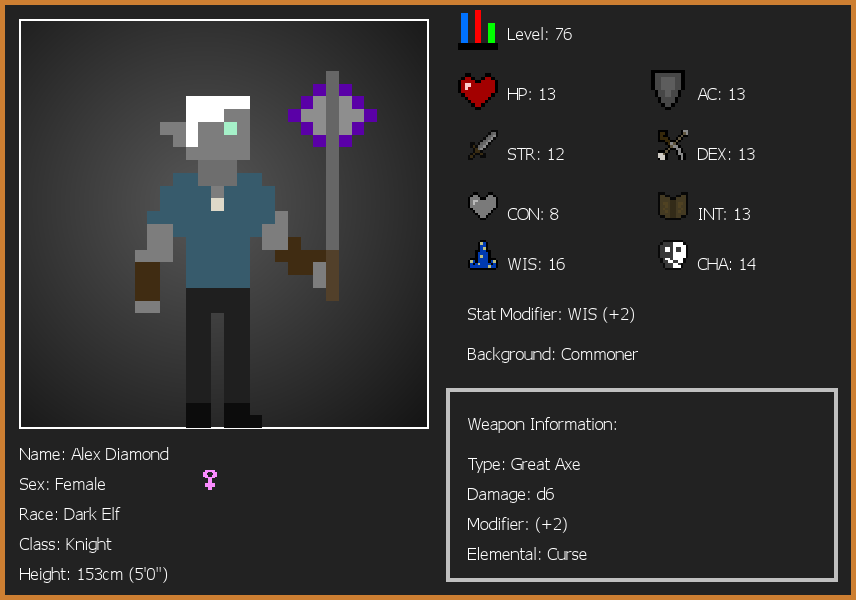 Level: 76
HP: 13
AC: 13
STR: 12
DEX: 13
CON: 8
INT: 13
WIS: 16
CHA: 14
Stat Modifier: WIS (+2)
Background: Commoner
Weapon Information:
Type: Great Axe
Damage: d6
Modifier: (+2)
Elemental: Curse
Name: Alex Diamond
Sex: Female
Race: Dark Elf
Class: Knight
Height: 153cm (5'0")